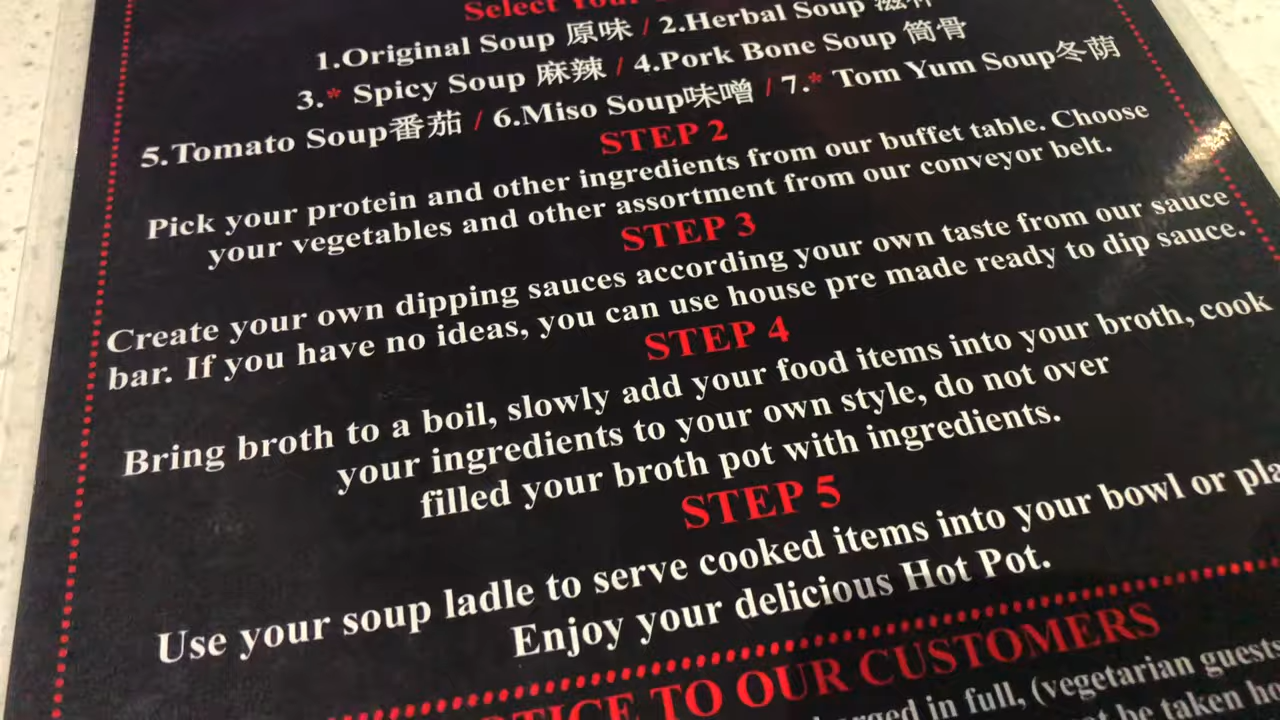 Select Your
1.Original Soup 原味 / 2.Herbal Soup
3.* Spicy Soup 麻辣 / 4.Pork Bone Soup 筒骨
5.Tomato Soup番茄 / 6.Miso Soup味噌 / 7.* Tom Yum Soup冬荫
STEP 2
Pick your protein and other ingredients from our buffet table. Choose
your vegetables and other assortment from our conveyor belt.
STEP 3
Create your own dipping sauces according your own taste from our sauce
bar. If you have no ideas, you can use house pre made ready to dip sauce.
STEP 4
Bring broth to a boil, slowly add your food items into your broth, cook
your ingredients to your own style, do not over
filled your broth pot with ingredients.
STEP 5
Use your soup ladle to serve cooked items into your bowl or pla
Enjoy your delicious Hot Pot.
TICE TO OUR CUSTOMERS
in full, (vegetarian guests
be taken